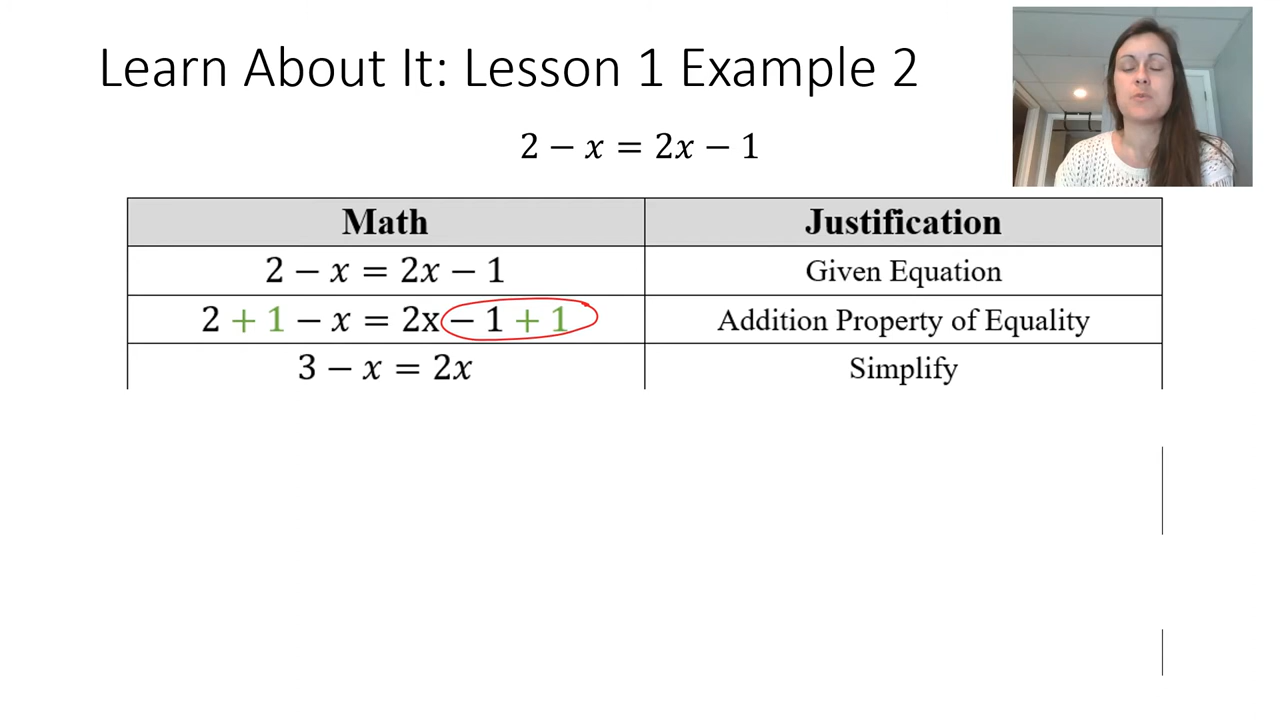 Learn About It: Lesson 1 Example 2
2 − x = 2x − 1
Math Justification
2 − x = 2x − 1 Given Equation
2 + 1 − x = 2x − 1 + 1 Addition Property of Equality
3 − x = 2x Simplify